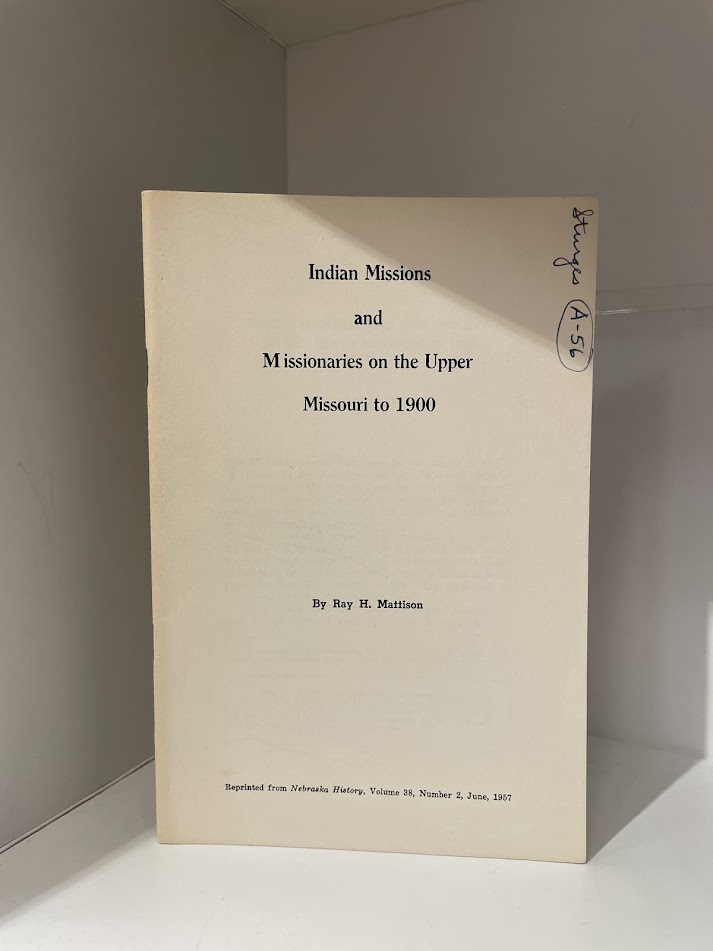 Indian Missions
and
Missionaries on the Upper
Missouri to 1900
By Ray H. Mattison
Reprinted from Nebraska History, Volume 38, Number 2, June, 1957
Sturges A-56